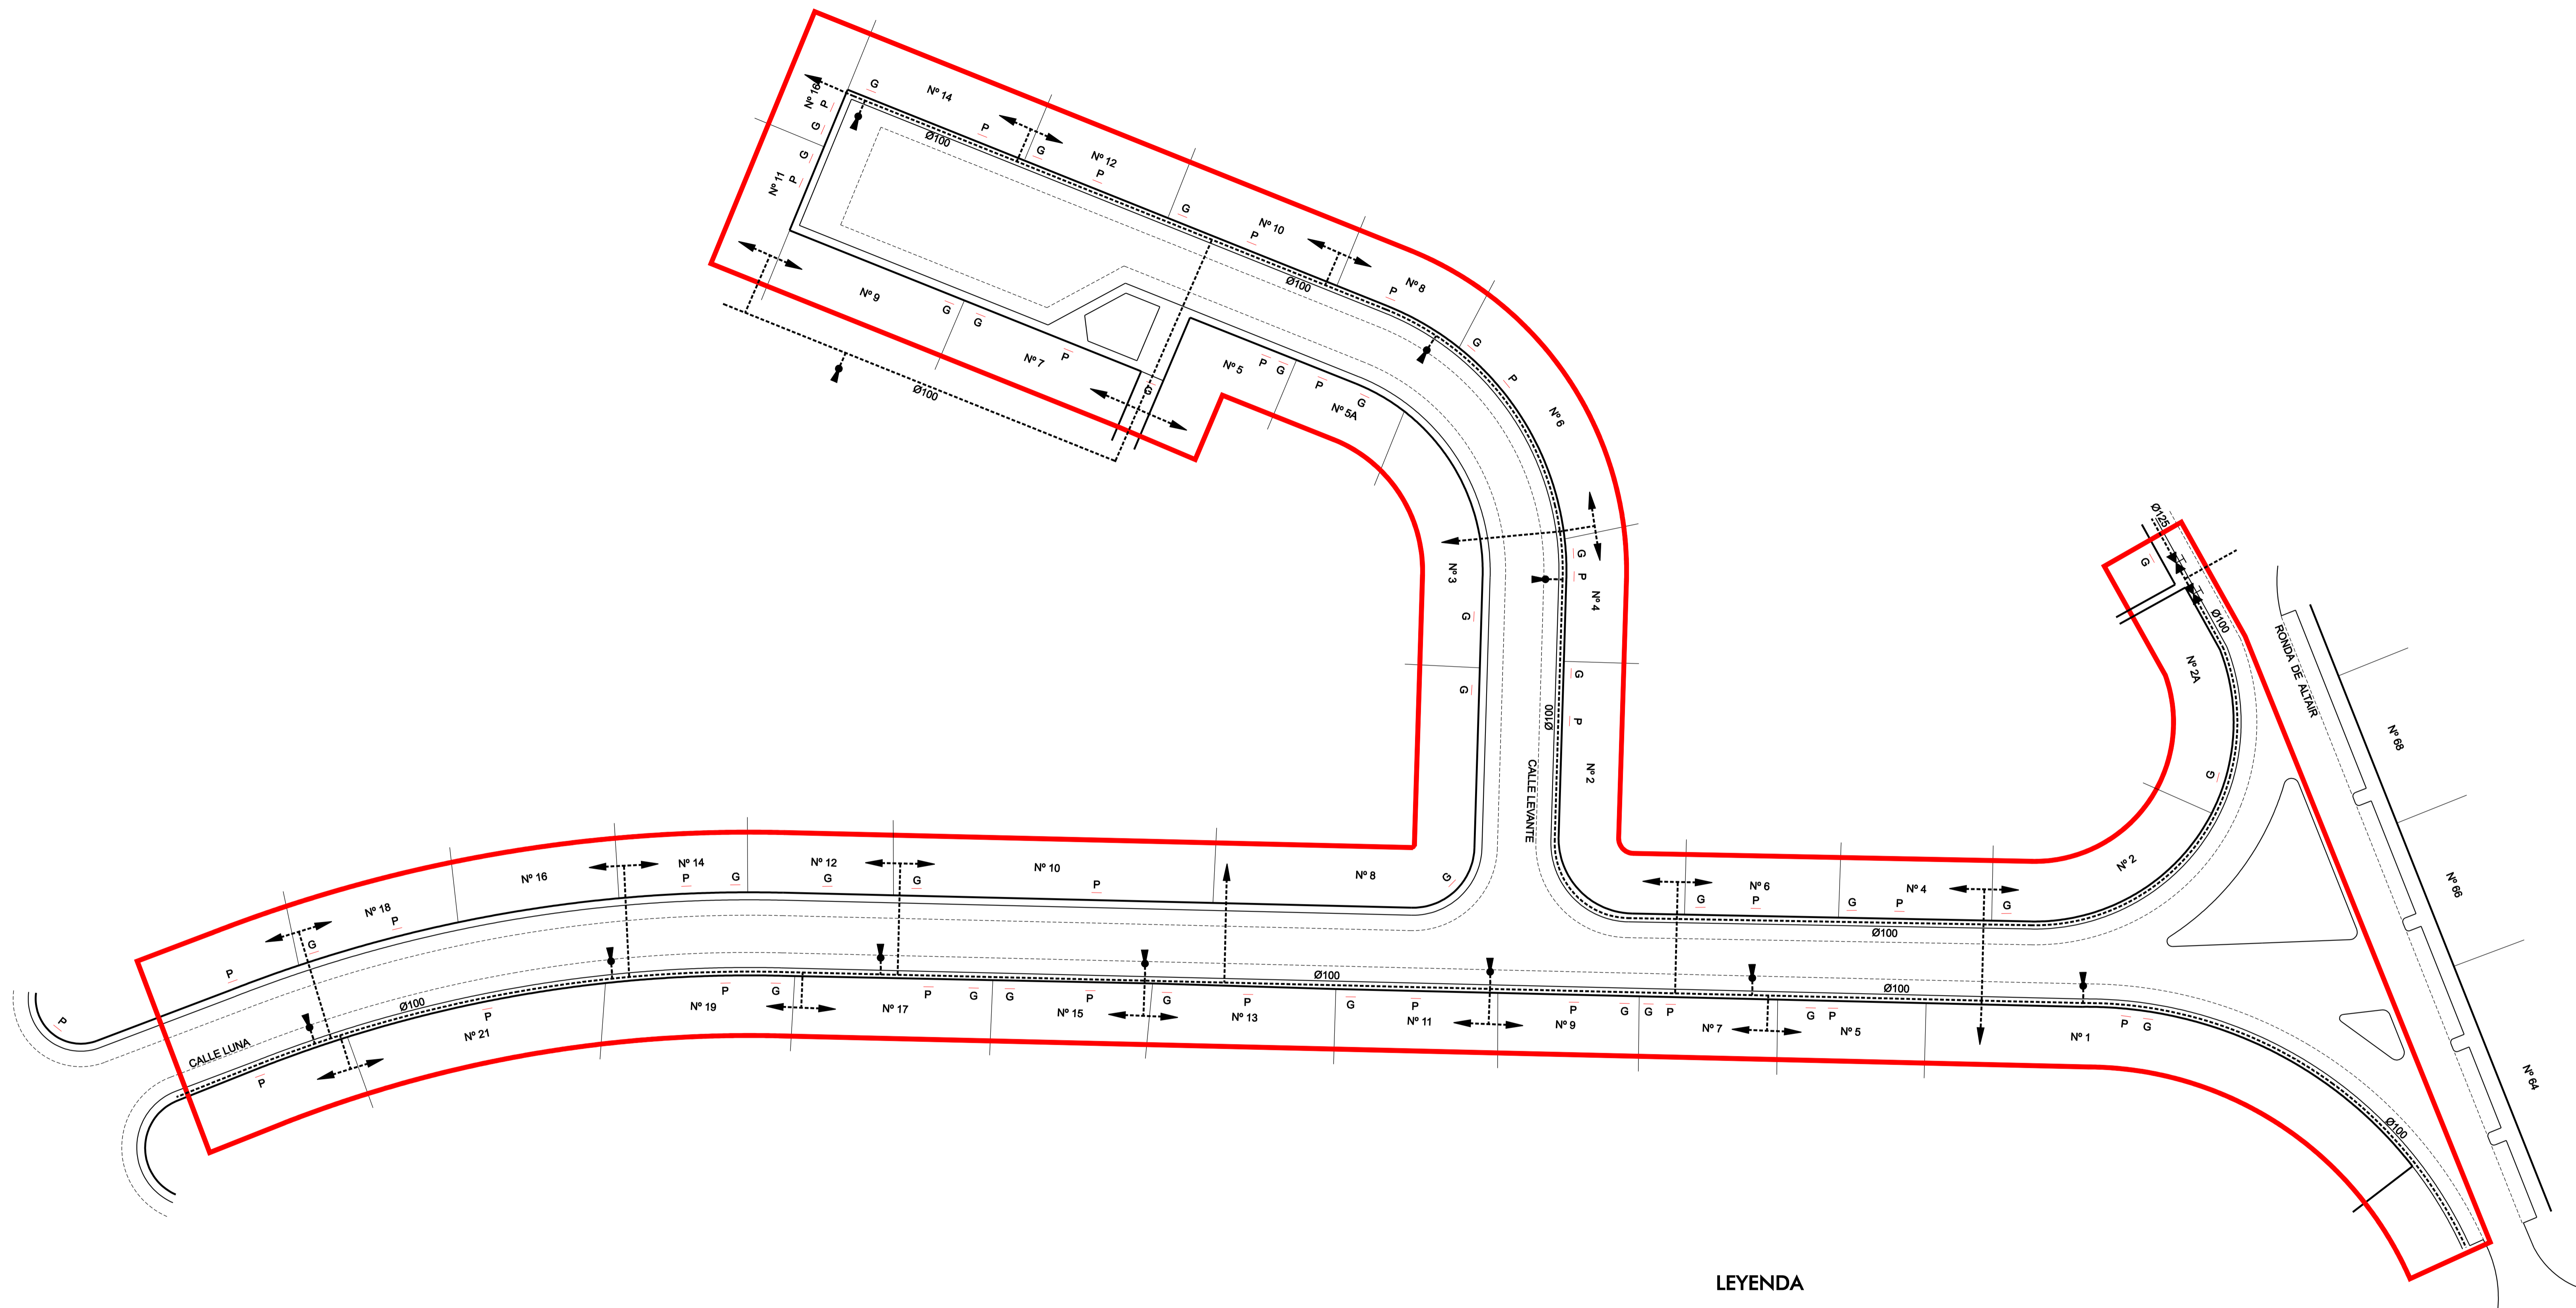 G
Nº 14
Nº 16
P
G
Ø100
P
G
Nº 12
P
G
P
Nº 11
G
Nº 10
P
Nº 8
P
Ø100
Nº 9
G
G
Nº 7
P
Ø100
G
Nº 5
P
G
P
G
Nº 5A
G
P
Nº 6
G
P
Nº 4
Nº 3
G
G
G
P
Ø100
Nº 2
CALLE LEVANTE
Ø125
G
Ø100
Nº 2A
RONDA DE ALTAIR
G
Nº 2
Nº 68
Nº 66
Nº 64
P
P
G
Nº 18
P
Nº 16
Nº 14
P
G
Nº 12
G
G
Nº 10
P
Nº 8
G
G
Nº 6
P
G
Nº 4
P
G
Ø100
CALLE LUNA
Ø100
Ø100
Ø100
P
Nº 21
P
Nº 19
P
G
Nº 17
P
G
G
Nº 15
P
G
Nº 13
P
G
Nº 11
P
Nº 9
P
G
G
P
Nº 7
G
P
Nº 5
Nº 1
P
G
Ø100
LEYENDA